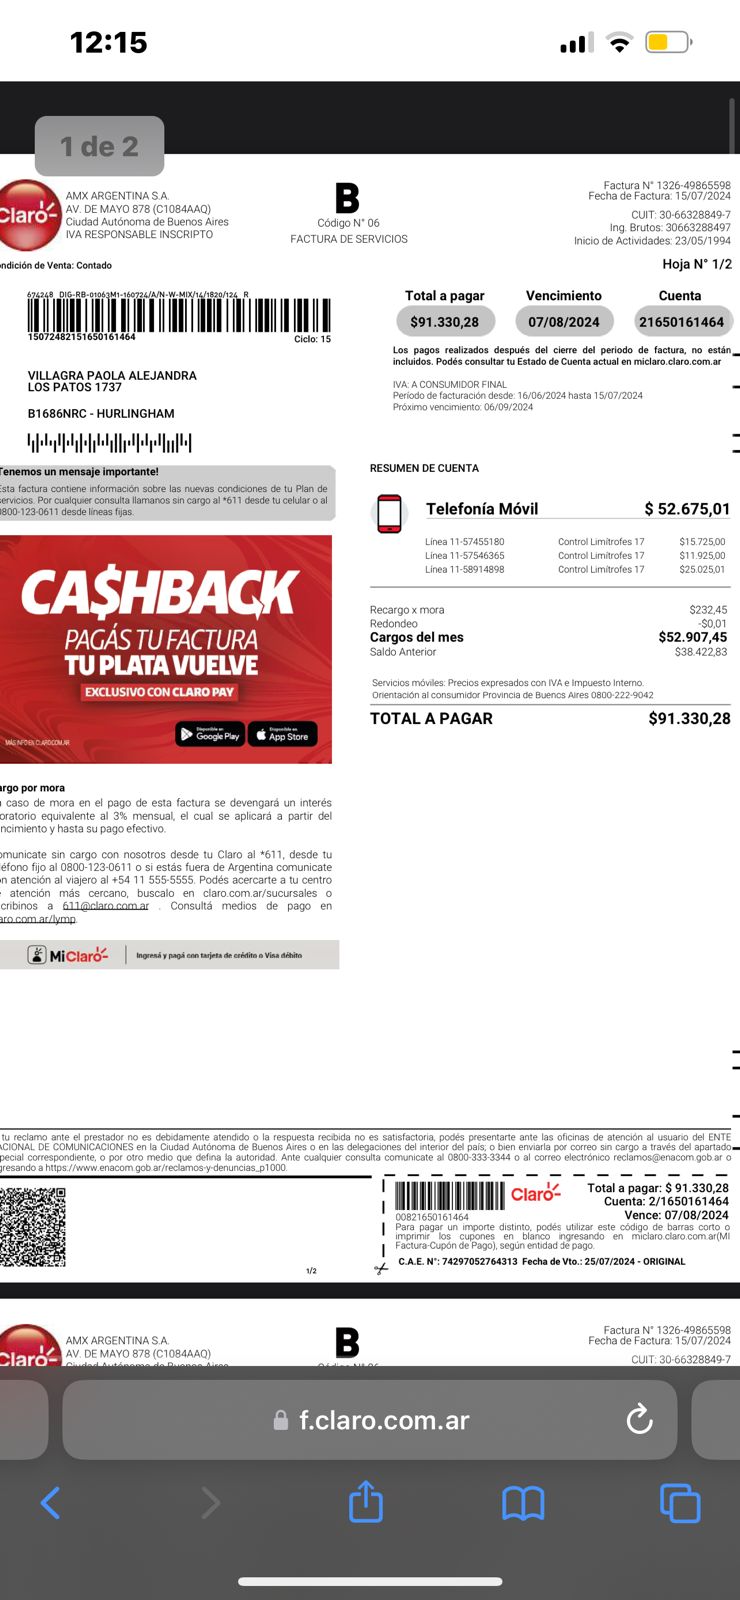 12:15
1 de 2
Claro-
AMX ARGENTINA S.A.
AV. DE MAYO 878 (C1084AAQ)
Ciudad Autónoma de Buenos Aires
IVA RESPONSABLE INSCRIPTO
B
Código N° 06
FACTURA DE SERVICIOS
Factura N° 1326-49865598
Fecha de Factura: 15/07/2024
CUIT: 30-66328849-7
Ing. Brutos: 30663288497
Inicio de Actividades: 23/05/1994
ndición de Venta: Contado
Hoja N° 1/2
674248 DIG-RB-01063M1-160724/A/N-W-MIX/14/1820/124 R
15072482151650161464
Ciclo: 15
Total a pagar
Vencimiento
Cuenta
$91.330,28
07/08/2024
21650161464
Los pagos realizados después del cierre del periodo de factura, no están
incluidos. Podés consultar tu Estado de Cuenta actual en miclaro.claro.com.ar
VILLAGRA PAOLA ALEJANDRA
LOS PATOS 1737
B1686NRC - HURLINGHAM
IVA: A CONSUMIDOR FINAL
Período de facturación desde: 16/06/2024 hasta 15/07/2024
Próximo vencimiento: 06/09/2024
Tenemos un mensaje importante!
Esta factura contiene información sobre las nuevas condiciones de tu Plan de
servicios. Por cualquier consulta llamanos sin cargo al *611 desde tu celular o al
0800-123-0611 desde líneas fijas.
CA$HBACK
PAGÁS TU FACTURA
TU PLATA VUELVE
EXCLUSIVO CON CLARO PAY
MÁS INFO EN CLARO.COM.AR
Disponible en
Google Play
Disponible en
App Store
RESUMEN DE CUENTA
Telefonía Móvil $ 52.675,01
Línea 11-57455180 Control Limítrofes 17 $15.725,00
Línea 11-57546365 Control Limítrofes 17 $11.925,00
Línea 11-58914898 Control Limítrofes 17 $25.025,01
Recargo x mora $232,45
Redondeo -$0,01
Cargos del mes $52.907,45
Saldo Anterior $38.422,83
Servicios móviles: Precios expresados con IVA e Impuesto Interno.
Orientación al consumidor Provincia de Buenos Aires 0800-222-9042
TOTAL A PAGAR $91.330,28
argo por mora
n caso de mora en el pago de esta factura se devengará un interés
oratorio equivalente al 3% mensual, el cual se aplicará a partir del
ncimiento y hasta su pago efectivo.
omunicate sin cargo con nosotros desde tu Claro al *611, desde tu
léfono fijo al 0800-123-0611 o si estás fuera de Argentina comunicate
on atención al viajero al +54 11 555-5555. Podés acercarte a tu centro
e atención más cercano, buscalo en claro.com.ar/sucursales o
cribinos a 611@claro.com.ar . Consultá medios de pago en
aro.com.ar/lymp.
MiClaro-
Ingresá y pagá con tarjeta de crédito o Visa débito
tu reclamo ante el prestador no es debidamente atendido o la respuesta recibida no es satisfactoria, podés presentarte ante las oficinas de atención al usuario del ENTE
ACIONAL DE COMUNICACIONES en la Ciudad Autónoma de Buenos Aires o en las delegaciones del interior del país; o bien enviarla por correo sin cargo a través del apartado
pecial correspondiente, o por otro medio que defina la autoridad. Ante cualquier consulta comunicate al 0800-333-3344 o al correo electrónico reclamos@enacom.gob.ar o
gresando a https://www.enacom.gob.ar/reclamos-y-denuncias_p1000.
Claro-
Total a pagar: $ 91.330,28
Cuenta: 2/1650161464
Vence: 07/08/2024
00821650161464
Para pagar un importe distinto, podés utilizar este código de barras corto o
imprimir los cupones en blanco ingresando en miclaro.claro.com.ar(MI
Factura-Cupón de Pago), según entidad de pago.
C.A.E. N°: 74297052764313 Fecha de Vto.: 25/07/2024 - ORIGINAL
1/2
Claro-
AMX ARGENTINA S.A.
AV. DE MAYO 878 (C1084AAQ)
Ciudad Autónoma de Buenos Aires
B
Código N° 06
Factura N° 1326-49865598
Fecha de Factura: 15/07/2024
CUIT: 30-66328849-7
f.claro.com.ar